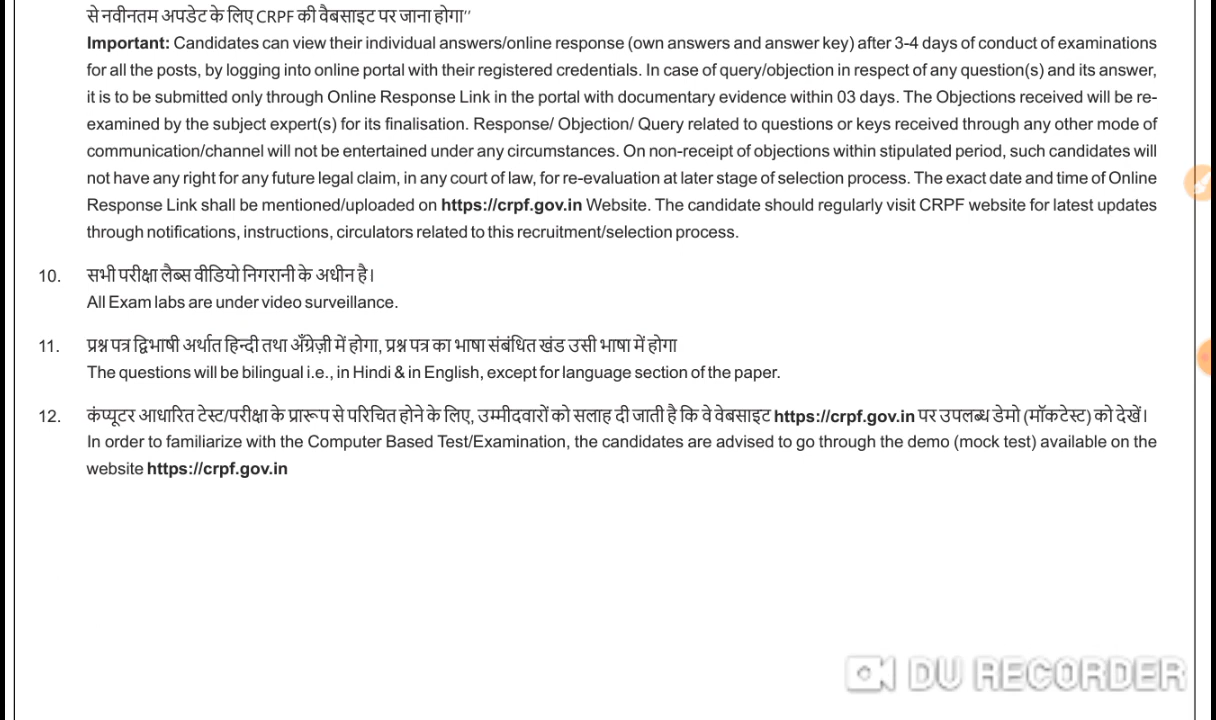 से नवीनतम अपडेट के लिए CRPF की वैबसाइट पर जाना होगा"
Important: Candidates can view their individual answers/online response (own answers and answer key) after 3-4 days of conduct of examinations
for all the posts, by logging into online portal with their registered credentials. In case of query/objection in respect of any question(s) and its answer,
it is to be submitted only through Online Response Link in the portal with documentary evidence within 03 days. The Objections received will be re-
examined by the subject expert(s) for its finalisation. Response/ Objection/ Query related to questions or keys received through any other mode of
communication/channel will not be entertained under any circumstances. On non-receipt of objections within stipulated period, such candidates will
not have any right for any future legal claim, in any court of law, for re-evaluation at later stage of selection process. The exact date and time of Online
Response Link shall be mentioned/uploaded on https://crpf.gov.in Website. The candidate should regularly visit CRPF website for latest updates
through notifications, instructions, circulators related to this recruitment/selection process.
10. सभी परीक्षा लैब्स वीडियो निगरानी के अधीन है।
All Exam labs are under video surveillance.
11. प्रश्न पत्र द्विभाषी अर्थात हिन्दी तथा अँग्रेज़ी में होगा, प्रश्न पत्र का भाषा संबंधित खंड उसी भाषा में होगा
The questions will be bilingual i.e., in Hindi & in English, except for language section of the paper.
12. कंप्यूटर आधारित टेस्ट/परीक्षा के प्रारूप से परिचित होने के लिए, उम्मीदवारों को सलाह दी जाती है कि वे वेबसाइट https://crpf.gov.in पर उपलब्ध डेमो (मॉकटेस्ट) को देखें।
In order to familiarize with the Computer Based Test/Examination, the candidates are advised to go through the demo (mock test) available on the
website https://crpf.gov.in
DU RECORDER